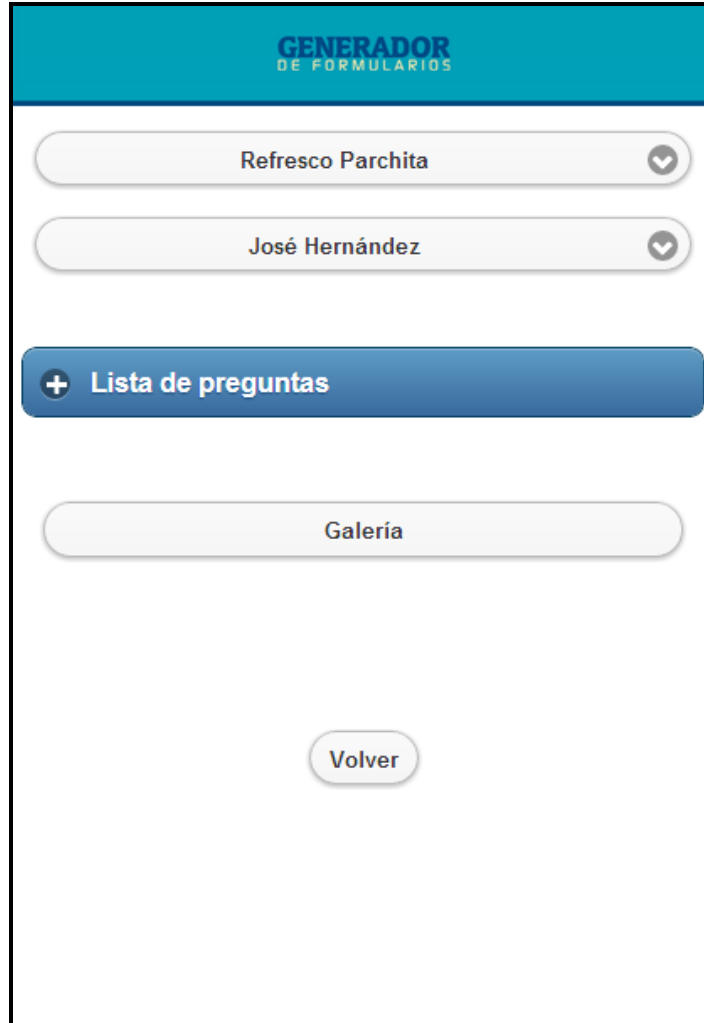 GENERADOR
DE FORMULARIOS
Refresco Parchita
José Hernández
Lista de preguntas
Galería
Volver